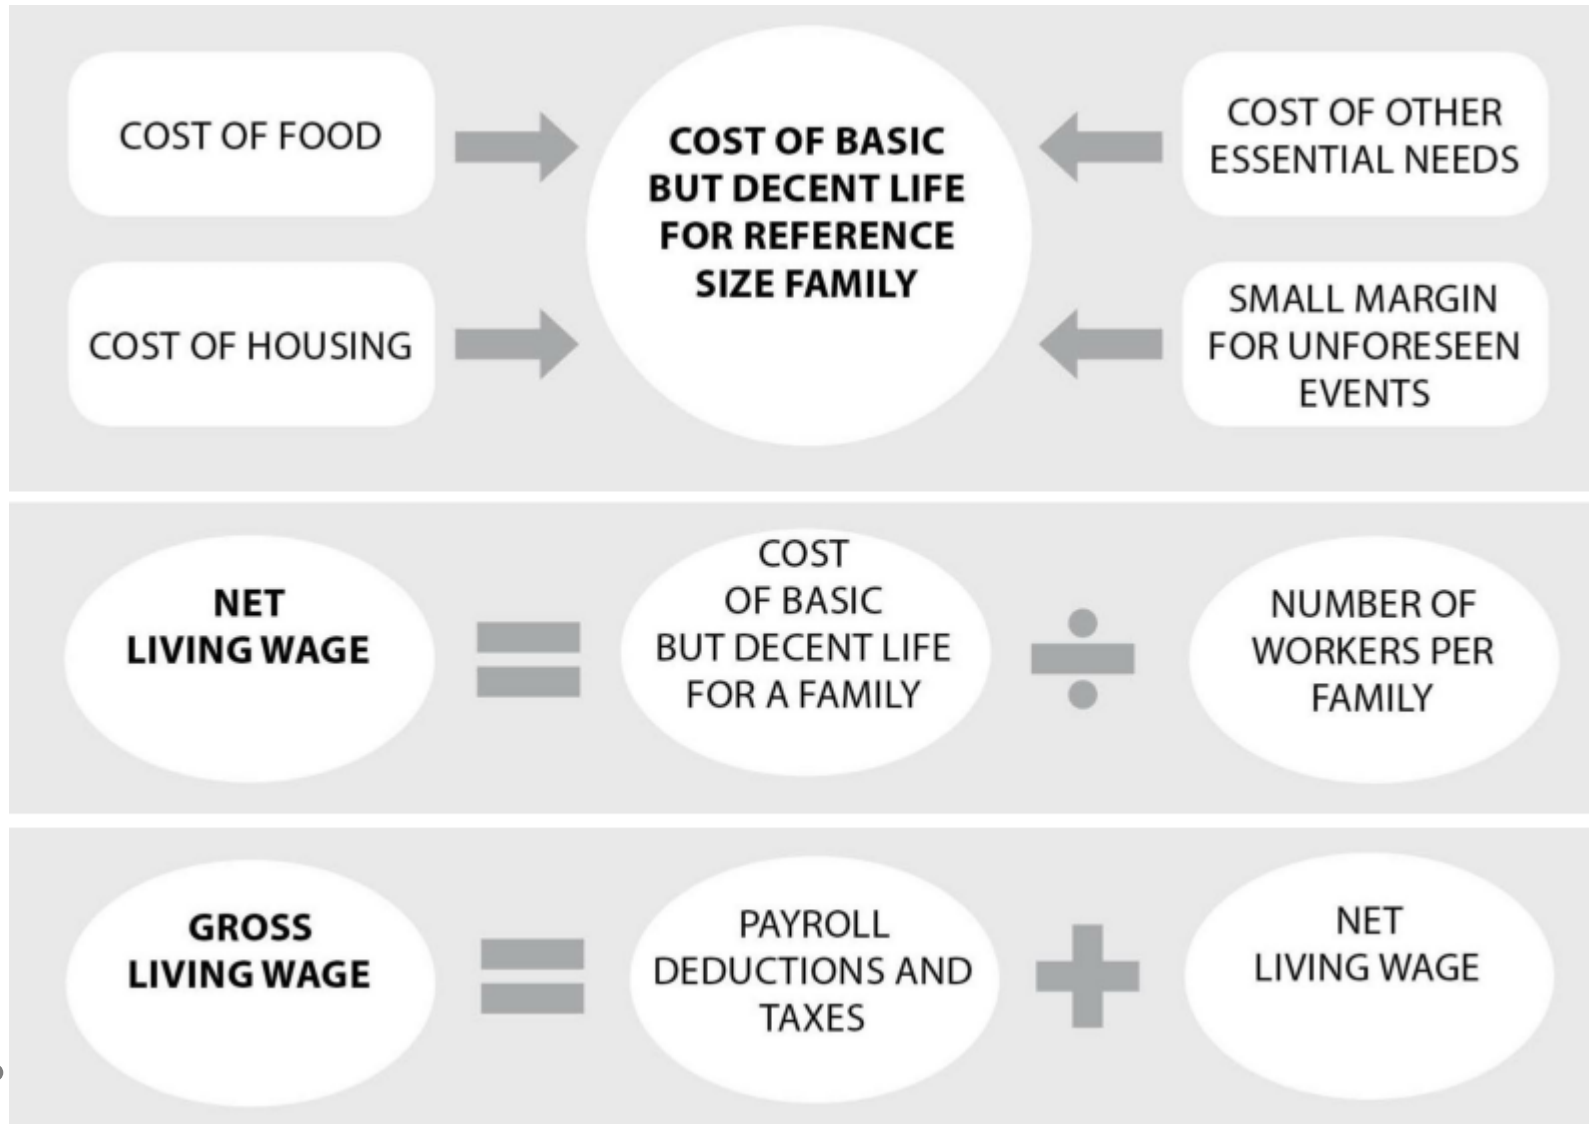 COST OF FOOD
COST OF HOUSING
COST OF BASIC
BUT DECENT LIFE
FOR REFERENCE
SIZE FAMILY
COST OF OTHER
ESSENTIAL NEEDS
SMALL MARGIN
FOR UNFORESEEN
EVENTS
NET
LIVING WAGE
COST
OF BASIC
BUT DECENT LIFE
FOR A FAMILY
NUMBER OF
WORKERS PER
FAMILY
GROSS
LIVING WAGE
PAYROLL
DEDUCTIONS AND
TAXES
NET
LIVING WAGE